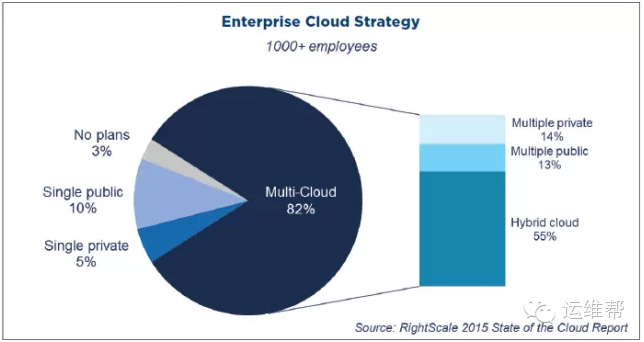 Enterprise Cloud Strategy
1000+ employees
No plans
3%
Single public
10%
Single private
5%
Multi-Cloud
82%
Multiple private
14%
Multiple public
13%
Hybrid cloud
55%
运维帮
Source: RightScale 2015 State of the Cloud Report